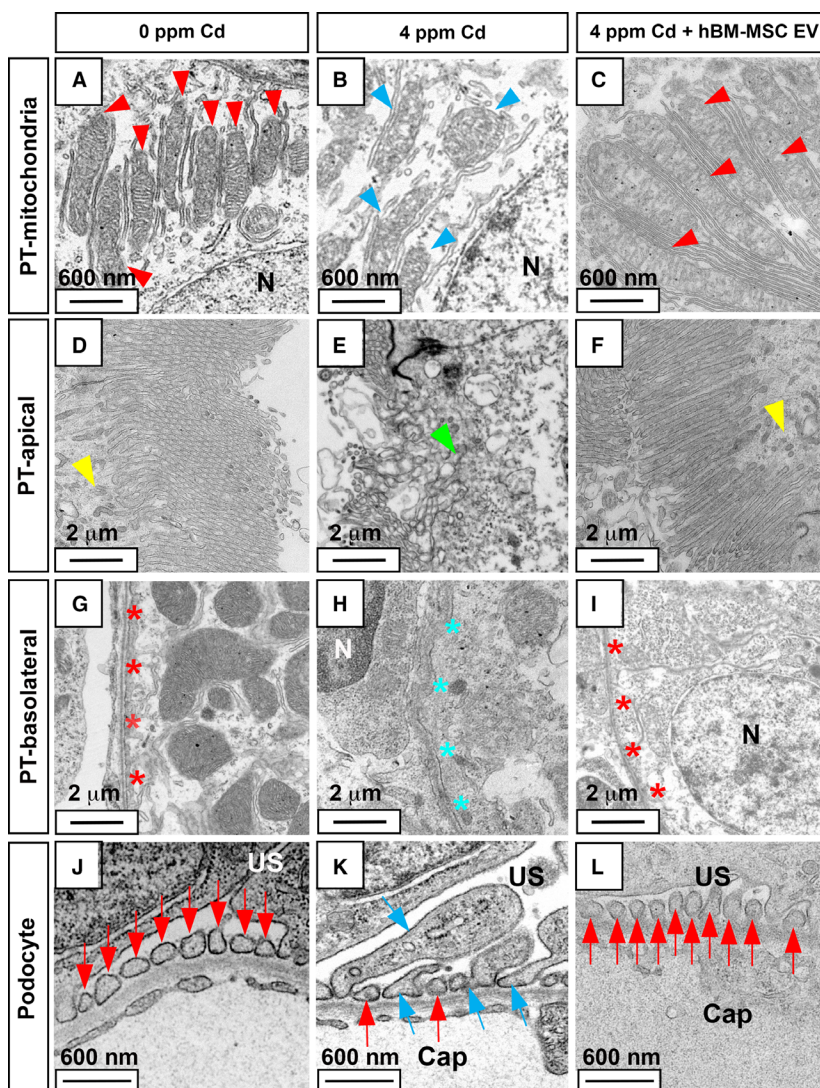 0 ppm Cd
4 ppm Cd
4 ppm Cd + hBM-MSC EV
PT-mitochondria
A
N
600 nm
B
N
600 nm
C
600 nm
PT-apical
D
2 μm
E
2 μm
F
2 μm
PT-basolateral
G
* * * *
2 μm
H
N
* * * *
2 μm
I
N
* * * *
2 μm
Podocyte
J
US
600 nm
K
US
Cap
600 nm
L
US
Cap
600 nm